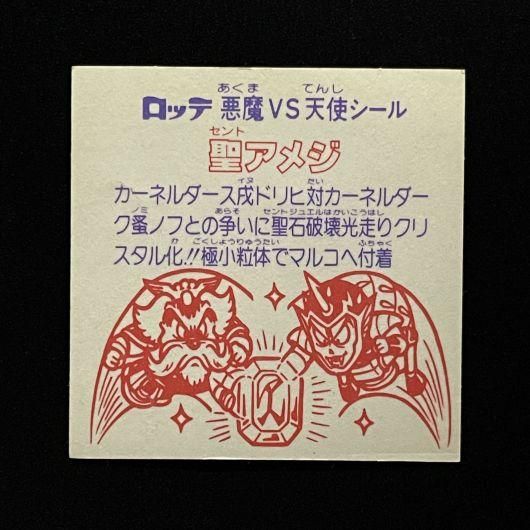 あくま てんし
ロッテ 悪魔VS天使シール
セント
聖アメジ
イヌ たい
カーネルダース戌ドリヒ対カーネルダー
ノミ あらそ セントジュエルはかいこうはし
ク蚤ノフとの争いに聖石破壊光走りクリ
か ごくしょうりゅうたい ふちゃく
スタル化!!極小粒体でマルコへ付着